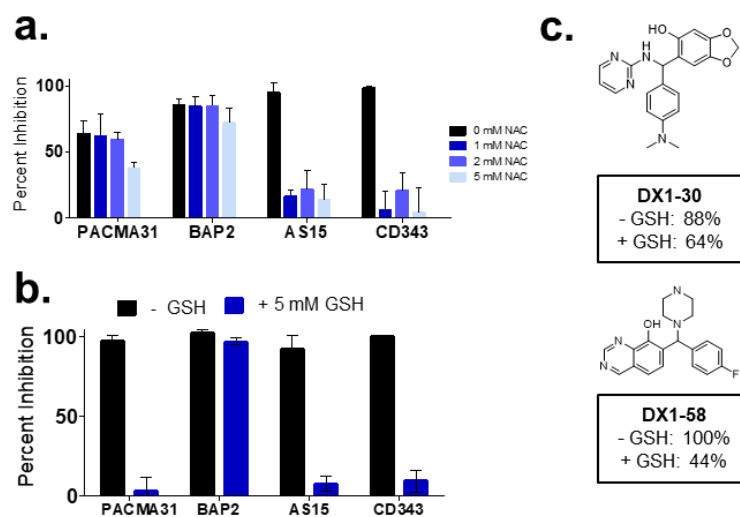 a.
Percent Inhibition
100
50
0
PACMA31 BAP2 AS15 CD343
0 mM NAC
1 mM NAC
2 mM NAC
5 mM NAC
b.
- GSH + 5 mM GSH
Percent Inhibition
100
50
0
PACMA31 BAP2 AS15 CD343
c.
HO
O
H
N
N
N
O
N
DX1-30
- GSH: 88%
+ GSH: 64%
N
OH
N
N
N
F
DX1-58
- GSH: 100%
+ GSH: 44%